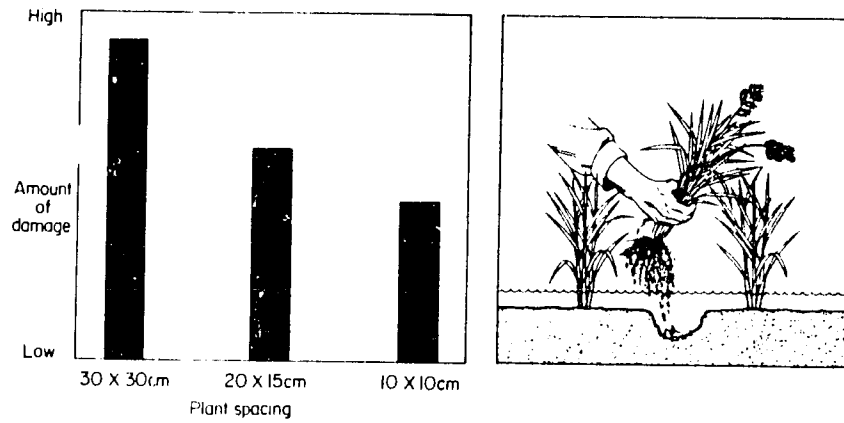 High
Amount
of
damage
Low
30 X 30cm
20 X 15cm
10 X 10cm
Plant spacing